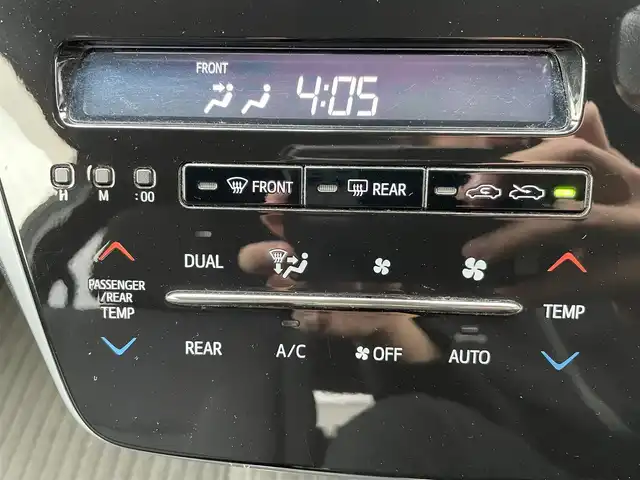 FRONT
4:05
H M :00
FRONT REAR
DUAL
PASSENGER
/REAR
TEMP
TEMP
REAR A/C OFF AUTO